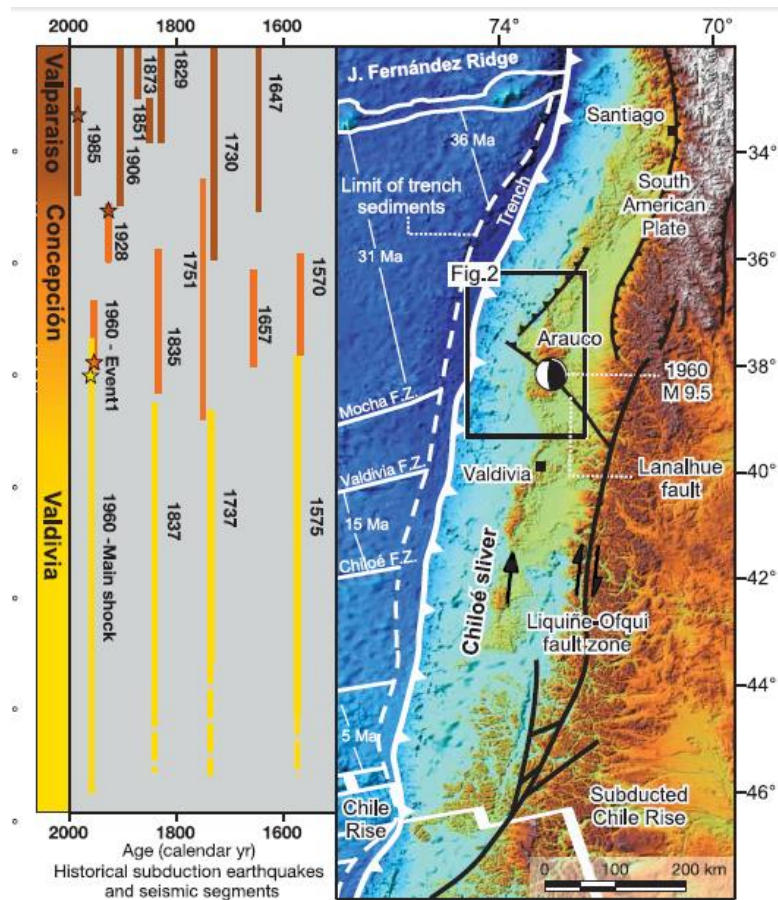 2000
1800
1600
Valparaiso
Concepción
Valdivia
1985
1928
1906
1851
1873
1829
1730
1647
1751
1835
1657
1570
1960 - Event1
1960 -Main shock
1837
1737
1575
2000
1800
1600
Age (calendar yr)
Historical subduction earthquakes
and seismic segments
74°
70°
J. Fernández Ridge
36 Ma
Limit of trench
sediments
Trench
31 Ma
Fig.2
Santiago
South
American
Plate
Arauco
1960
M 9.5
Mocha F.Z.
Valdivia F.Z.
15 Ma
Chiloé F.Z.
Valdivia
Lanalhue
fault
Chiloé sliver
Liquiñe-Ofqui
fault zone
5 Ma
Chile
Rise
Subducted
Chile Rise
34°
36°
38°
40°
42°
44°
46°
0
100
200 km